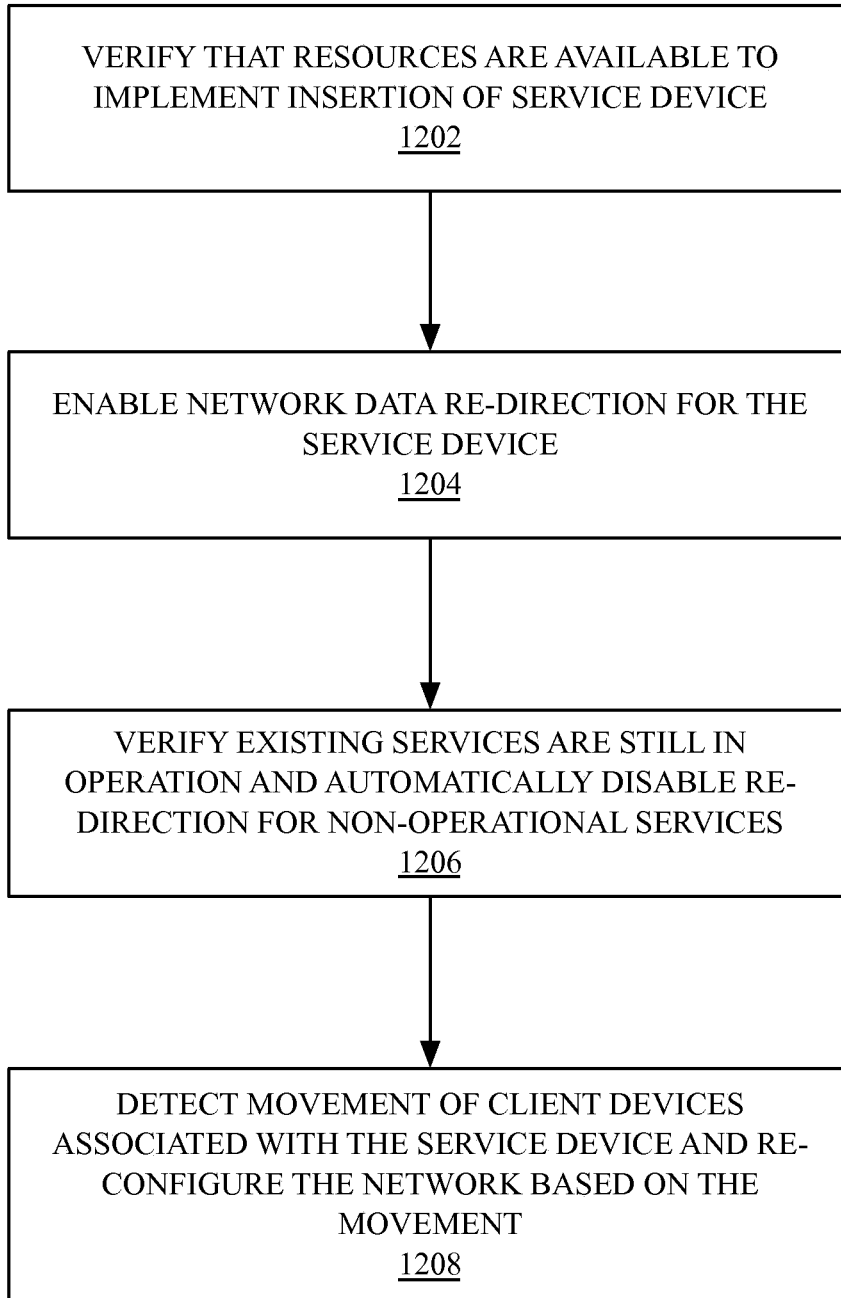 VERIFY THAT RESOURCES ARE AVAILABLE TO
IMPLEMENT INSERTION OF SERVICE DEVICE
1202
ENABLE NETWORK DATA RE-DIRECTION FOR THE
SERVICE DEVICE
1204
VERIFY EXISTING SERVICES ARE STILL IN
OPERATION AND AUTOMATICALLY DISABLE RE-
DIRECTION FOR NON-OPERATIONAL SERVICES
1206
DETECT MOVEMENT OF CLIENT DEVICES
ASSOCIATED WITH THE SERVICE DEVICE AND RE-
CONFIGURE THE NETWORK BASED ON THE
MOVEMENT
1208